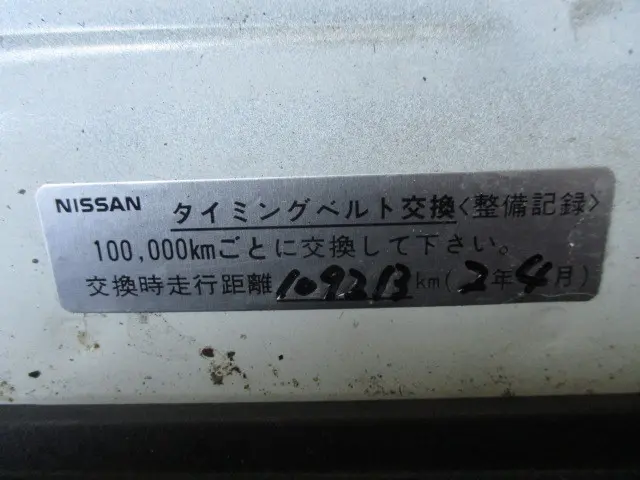 NISSAN タイミングベルト交換<整備記録>
100,000kmごとに交換して下さい。
交換時走行距離 109213km(2年4月)